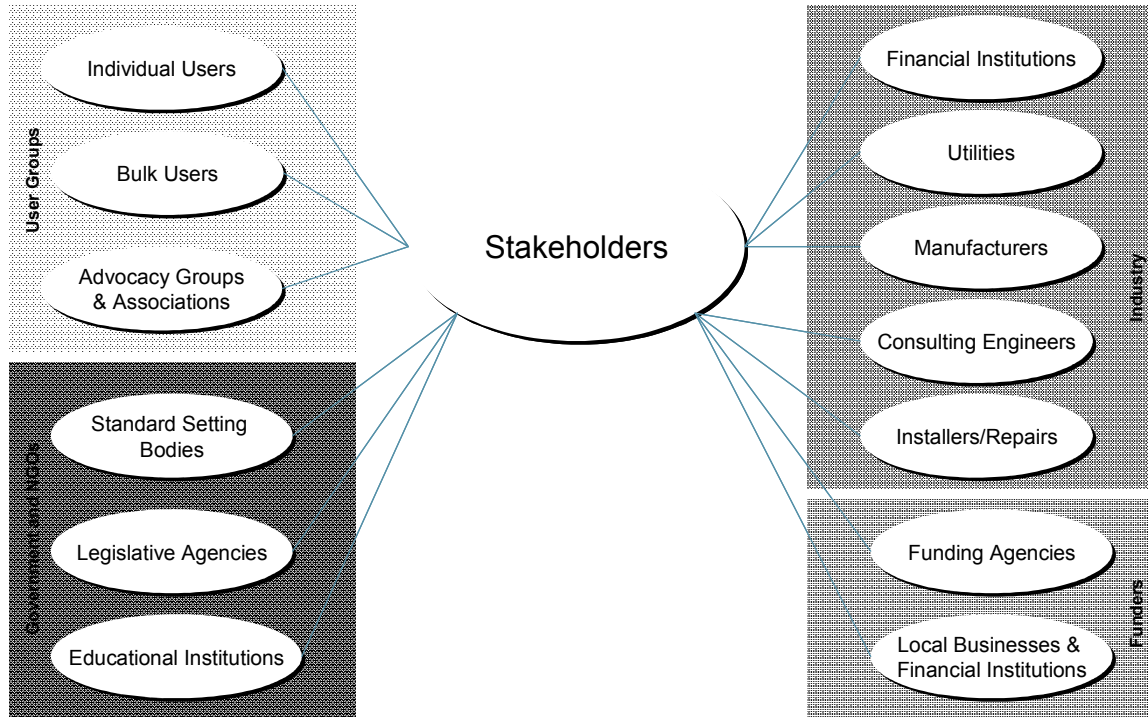 User Groups
Individual Users
Bulk Users
Advocacy Groups
& Associations
Government and NGOs
Standard Setting
Bodies
Legislative Agencies
Educational Institutions
Stakeholders
Industry
Financial Institutions
Utilities
Manufacturers
Consulting Engineers
Installers/Repairs
Funders
Funding Agencies
Local Businesses &
Financial Institutions